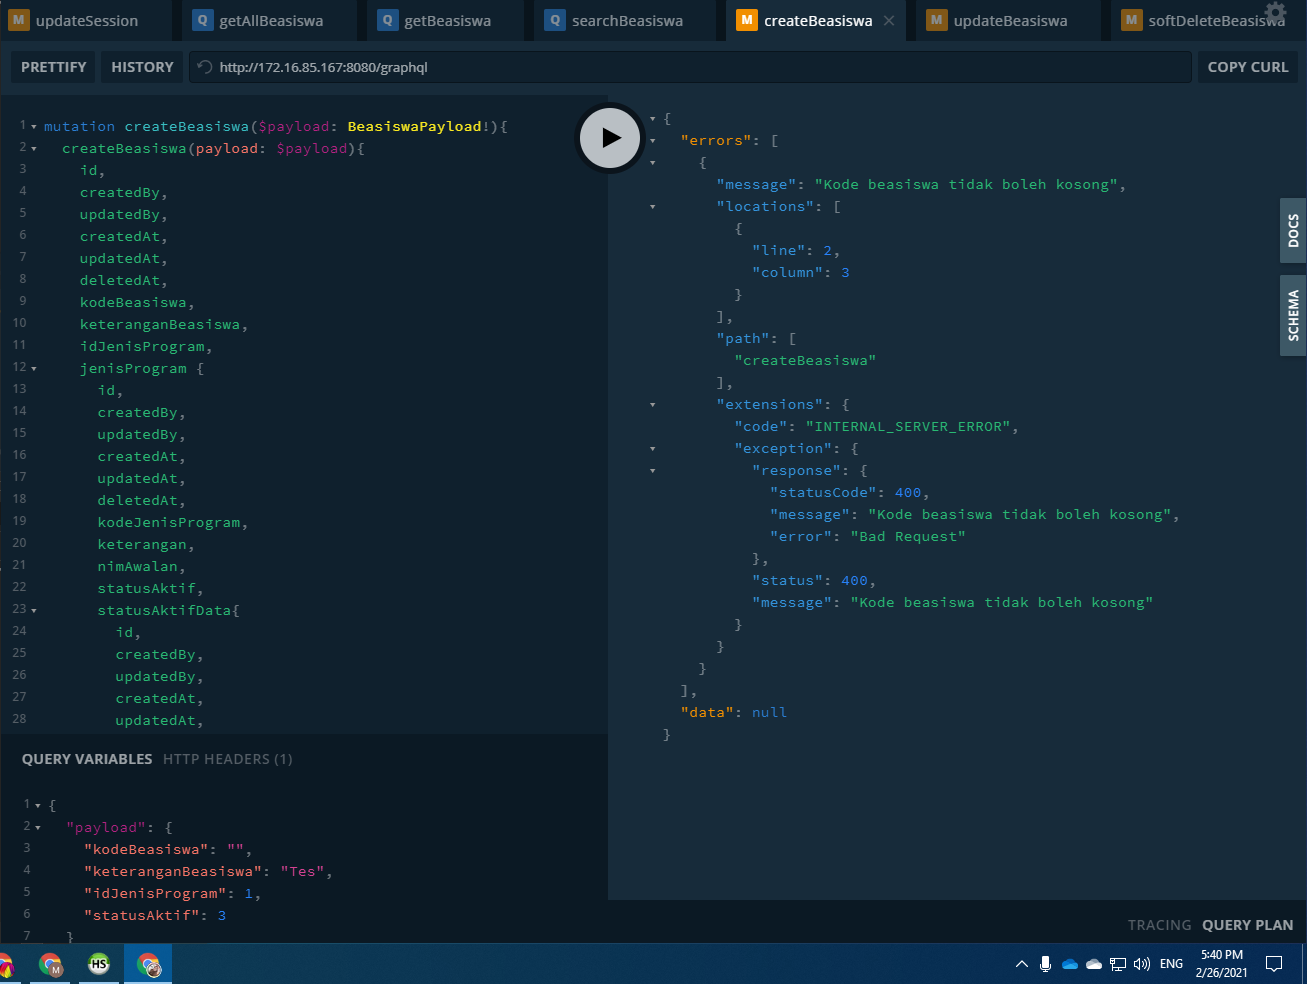 M updateSession
Q getAllBeasiswa
Q getBeasiswa
Q searchBeasiswa
M createBeasiswa
M updateBeasiswa
M softDeleteBeasiswa
PRETTIFY
HISTORY
http://172.16.85.167:8080/graphql
COPY CURL
1 mutation createBeasiswa($payload: BeasiswaPayload!){
2 createBeasiswa(payload: $payload){
3 id,
4 createdBy,
5 updatedBy,
6 createdAt,
7 updatedAt,
8 deletedAt,
9 kodeBeasiswa,
10 keteranganBeasiswa,
11 idJenisProgram,
12 jenisProgram {
13 id,
14 createdBy,
15 updatedBy,
16 createdAt,
17 updatedAt,
18 deletedAt,
19 kodeJenisProgram,
20 keterangan,
21 nimAwalan,
22 statusAktif,
23 statusAktifData{
24 id,
25 createdBy,
26 updatedBy,
27 createdAt,
28 updatedAt,
QUERY VARIABLES
HTTP HEADERS (1)
1 {
2 "payload": {
3 "kodeBeasiswa": "",
4 "keteranganBeasiswa": "Tes",
5 "idJenisProgram": 1,
6 "statusAktif": 3
7 }
{
"errors": [
{
"message": "Kode beasiswa tidak boleh kosong",
"locations": [
{
"line": 2,
"column": 3
}
],
"path": [
"createBeasiswa"
],
"extensions": {
"code": "INTERNAL_SERVER_ERROR",
"exception": {
"response": {
"statusCode": 400,
"message": "Kode beasiswa tidak boleh kosong",
"error": "Bad Request"
},
"status": 400,
"message": "Kode beasiswa tidak boleh kosong"
}
}
}
],
"data": null
}
DOCS
SCHEMA
TRACING
QUERY PLAN
M
HS
ENG
5:40 PM
2/26/2021